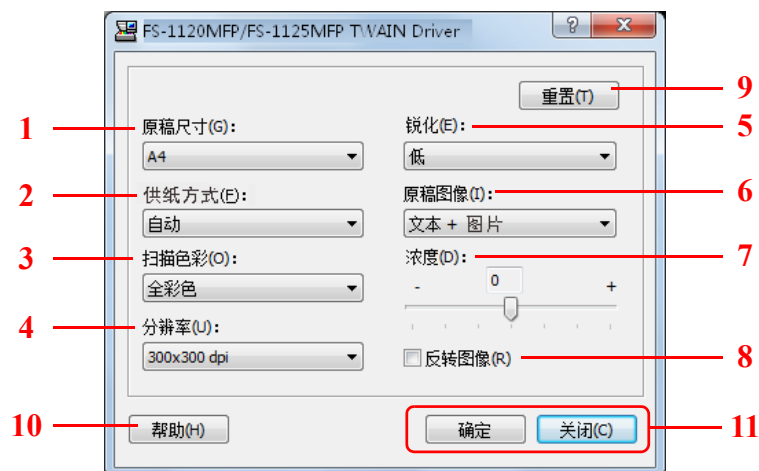 FS-1120MFP/FS-1125MFP TWAIN Driver
重置(T)
9
1
原稿尺寸(G):
A4
锐化(E):
5
低
2
供纸方式(E):
自动
原稿图像(I):
6
文本 + 图片
3
扫描色彩(O):
全彩色
浓度(D):
7
- 0 +
4
分辨率(U):
300x300 dpi
反转图像(R)
8
10
帮助(H)
确定
关闭(C)
11